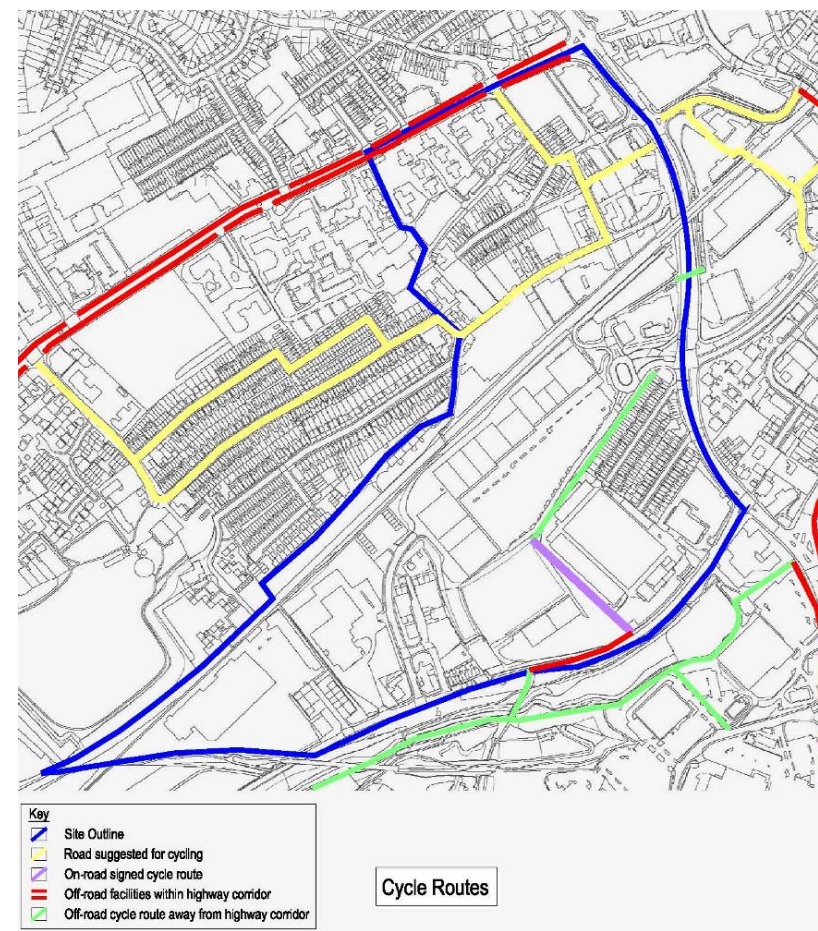 Key
Site Outline
Road suggested for cycling
On-road signed cycle route
Off-road facilities within highway corridor
Off-road cycle route away from highway corridor
Cycle Routes